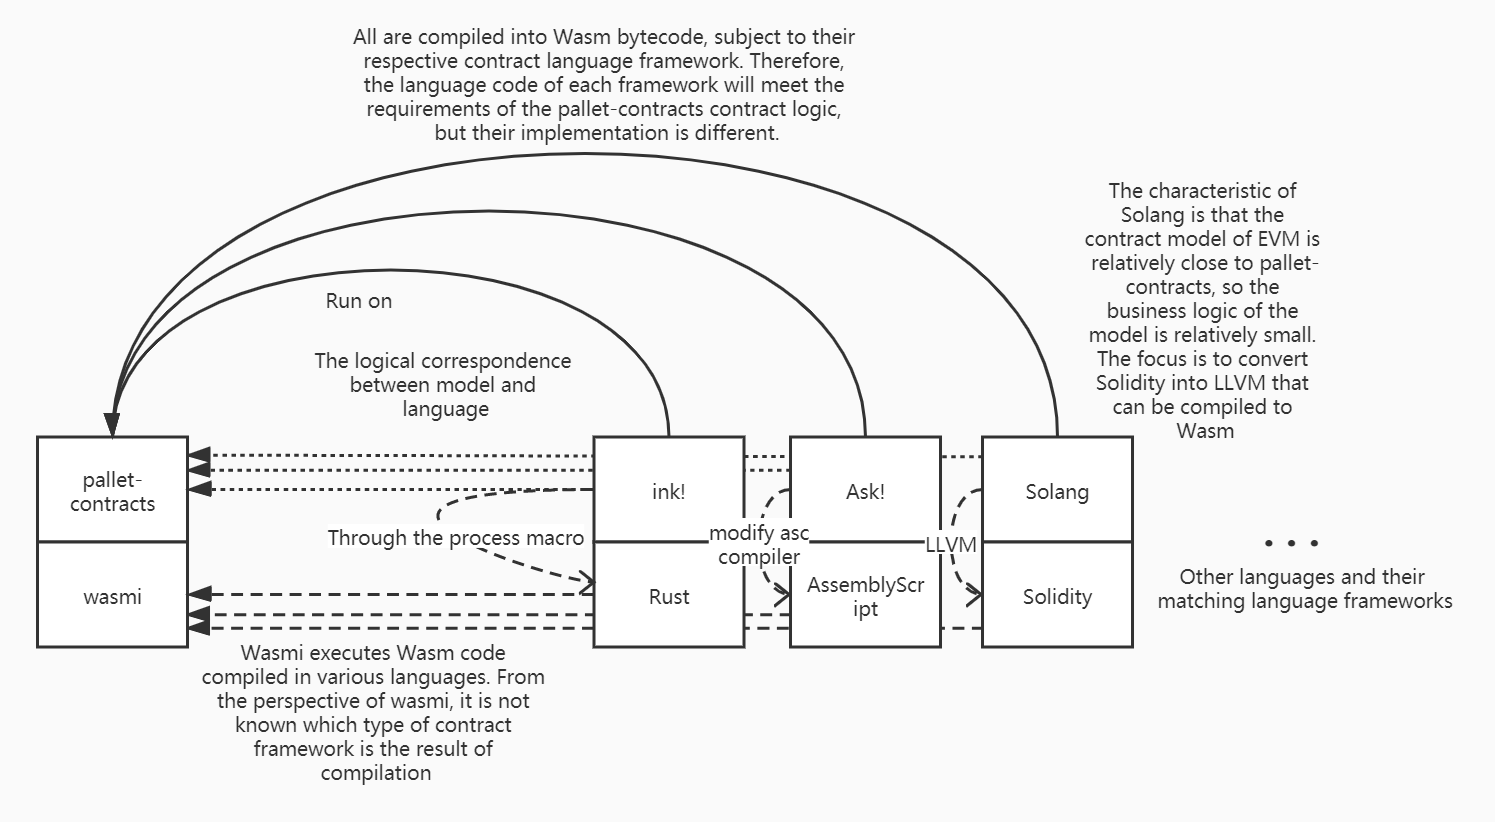 All are compiled into Wasm bytecode, subject to their
respective contract language framework. Therefore,
the language code of each framework will meet the
requirements of the pallet-contracts contract logic,
but their implementation is different.
The characteristic of
Solang is that the
contract model of EVM is
relatively close to pallet-
contracts, so the
business logic of the
model is relatively small.
The focus is to convert
Solidity into LLVM that
can be compiled to
Wasm
Run on
The logical correspondence
between model and
language
pallet-
contracts
ink!
Ask!
Solang
Through the process macro
modify asc
compiler
LLVM
wasmi
Rust
AssemblyScr
ipt
Solidity
• • •
Other languages and their
matching language frameworks
Wasmi executes Wasm code
compiled in various languages. From
the perspective of wasmi, it is not
known which type of contract
framework is the result of
compilation